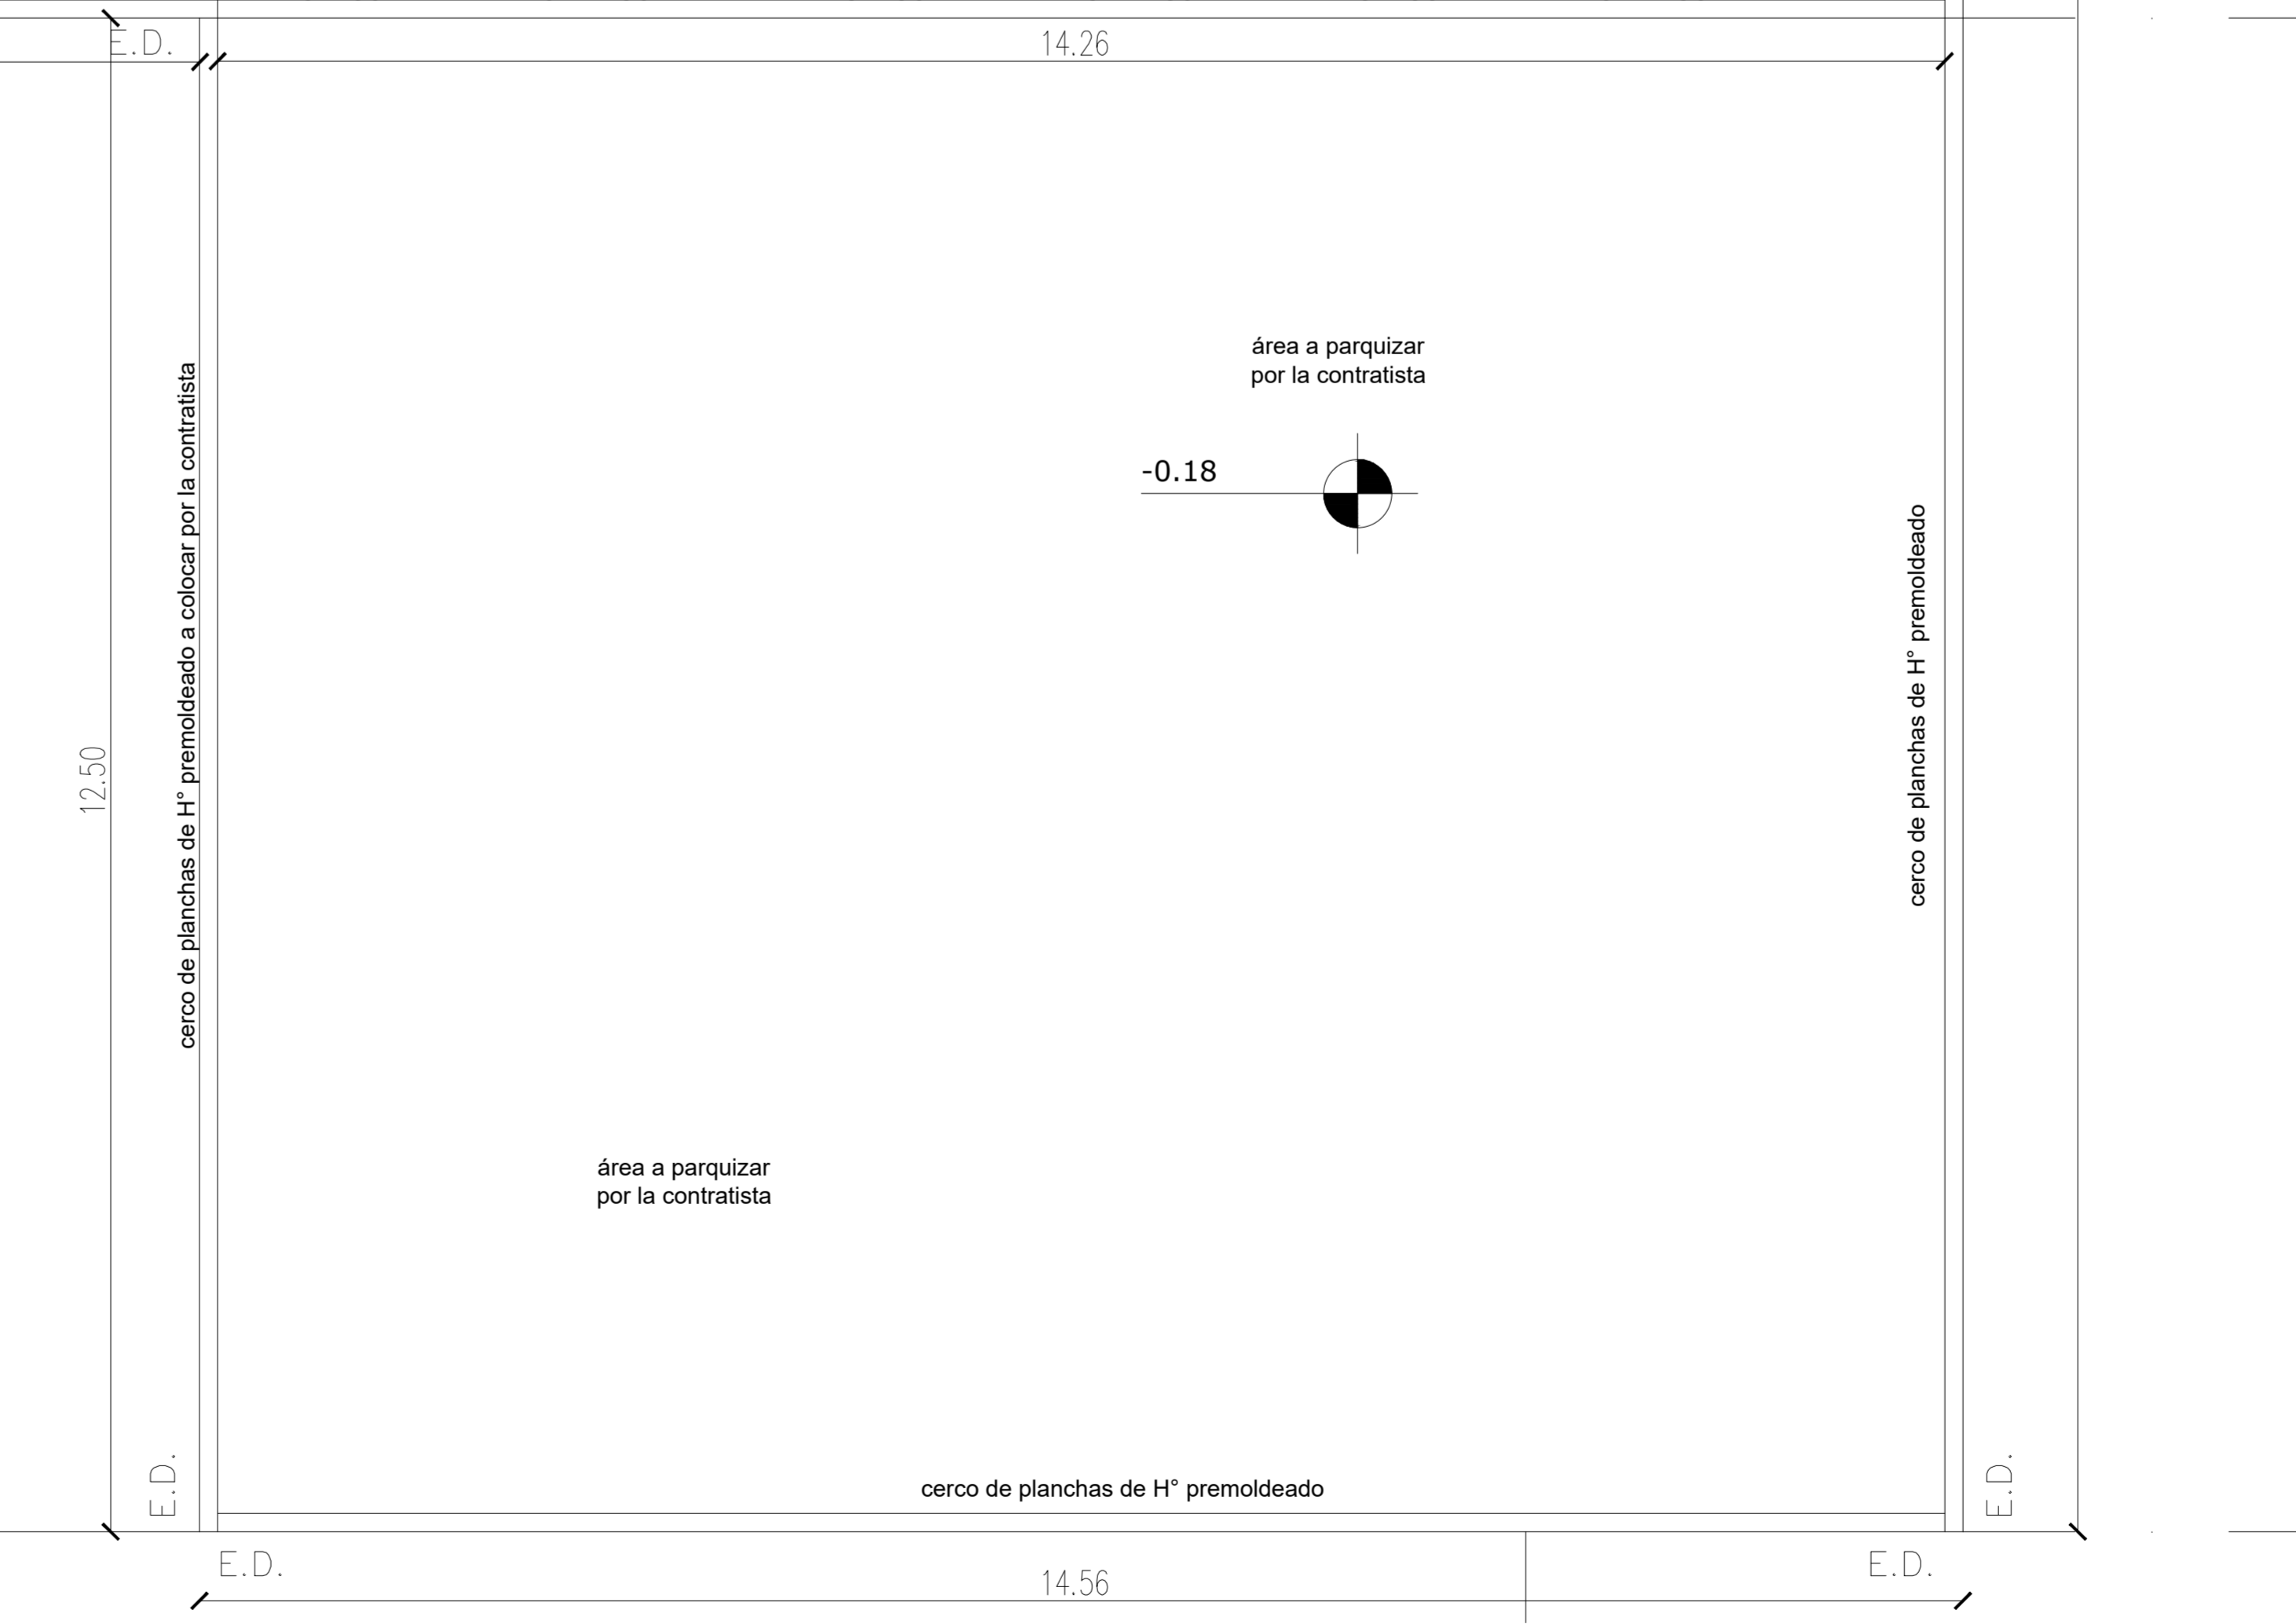 E.D.
14.26
área a parquizar
por la contratista
-0.18
cerco de planchas de H° premoldeado a colocar por la contratista
cerco de planchas de H° premoldeado
12.50
área a parquizar
por la contratista
cerco de planchas de H° premoldeado
E.D.
E.D.
E.D.
14.56
E.D.